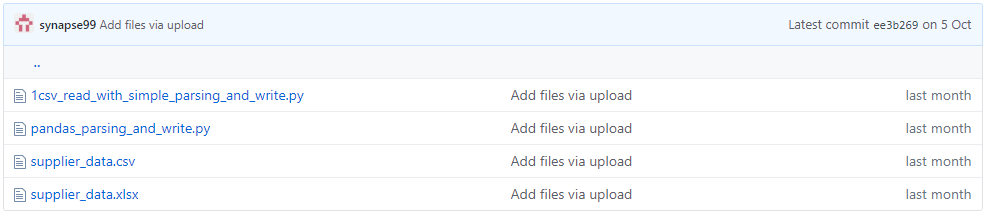 synapse99 Add files via upload Latest commit ee3b269 on 5 Oct
..
1csv_read_with_simple_parsing_and_write.py Add files via upload last month
pandas_parsing_and_write.py Add files via upload last month
supplier_data.csv Add files via upload last month
supplier_data.xlsx Add files via upload last month